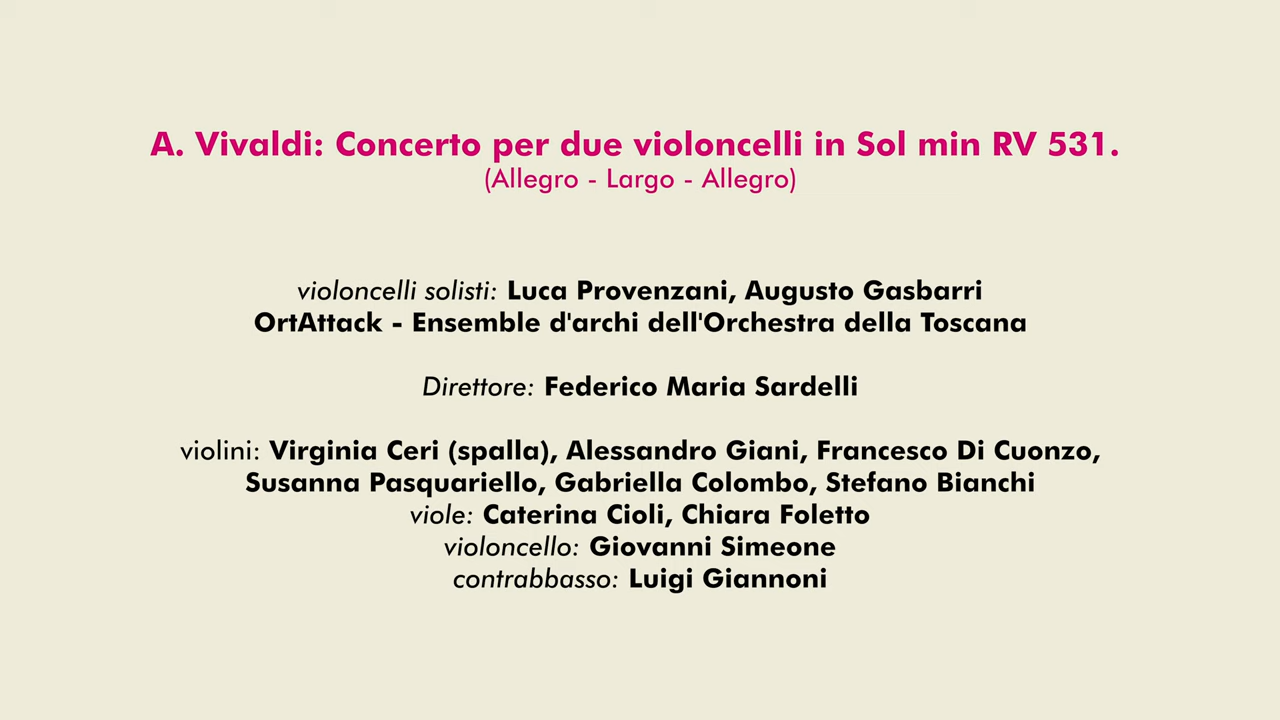 A. Vivaldi: Concerto per due violoncelli in Sol min RV 531.
(Allegro - Largo - Allegro)
violoncelli solisti: Luca Provenzani, Augusto Gasbarri
OrtAttack - Ensemble d'archi dell'Orchestra della Toscana
Direttore: Federico Maria Sardelli
violini: Virginia Ceri (spalla), Alessandro Giani, Francesco Di Cuonzo,
Susanna Pasquariello, Gabriella Colombo, Stefano Bianchi
viole: Caterina Cioli, Chiara Foletto
violoncello: Giovanni Simeone
contrabbasso: Luigi Giannoni